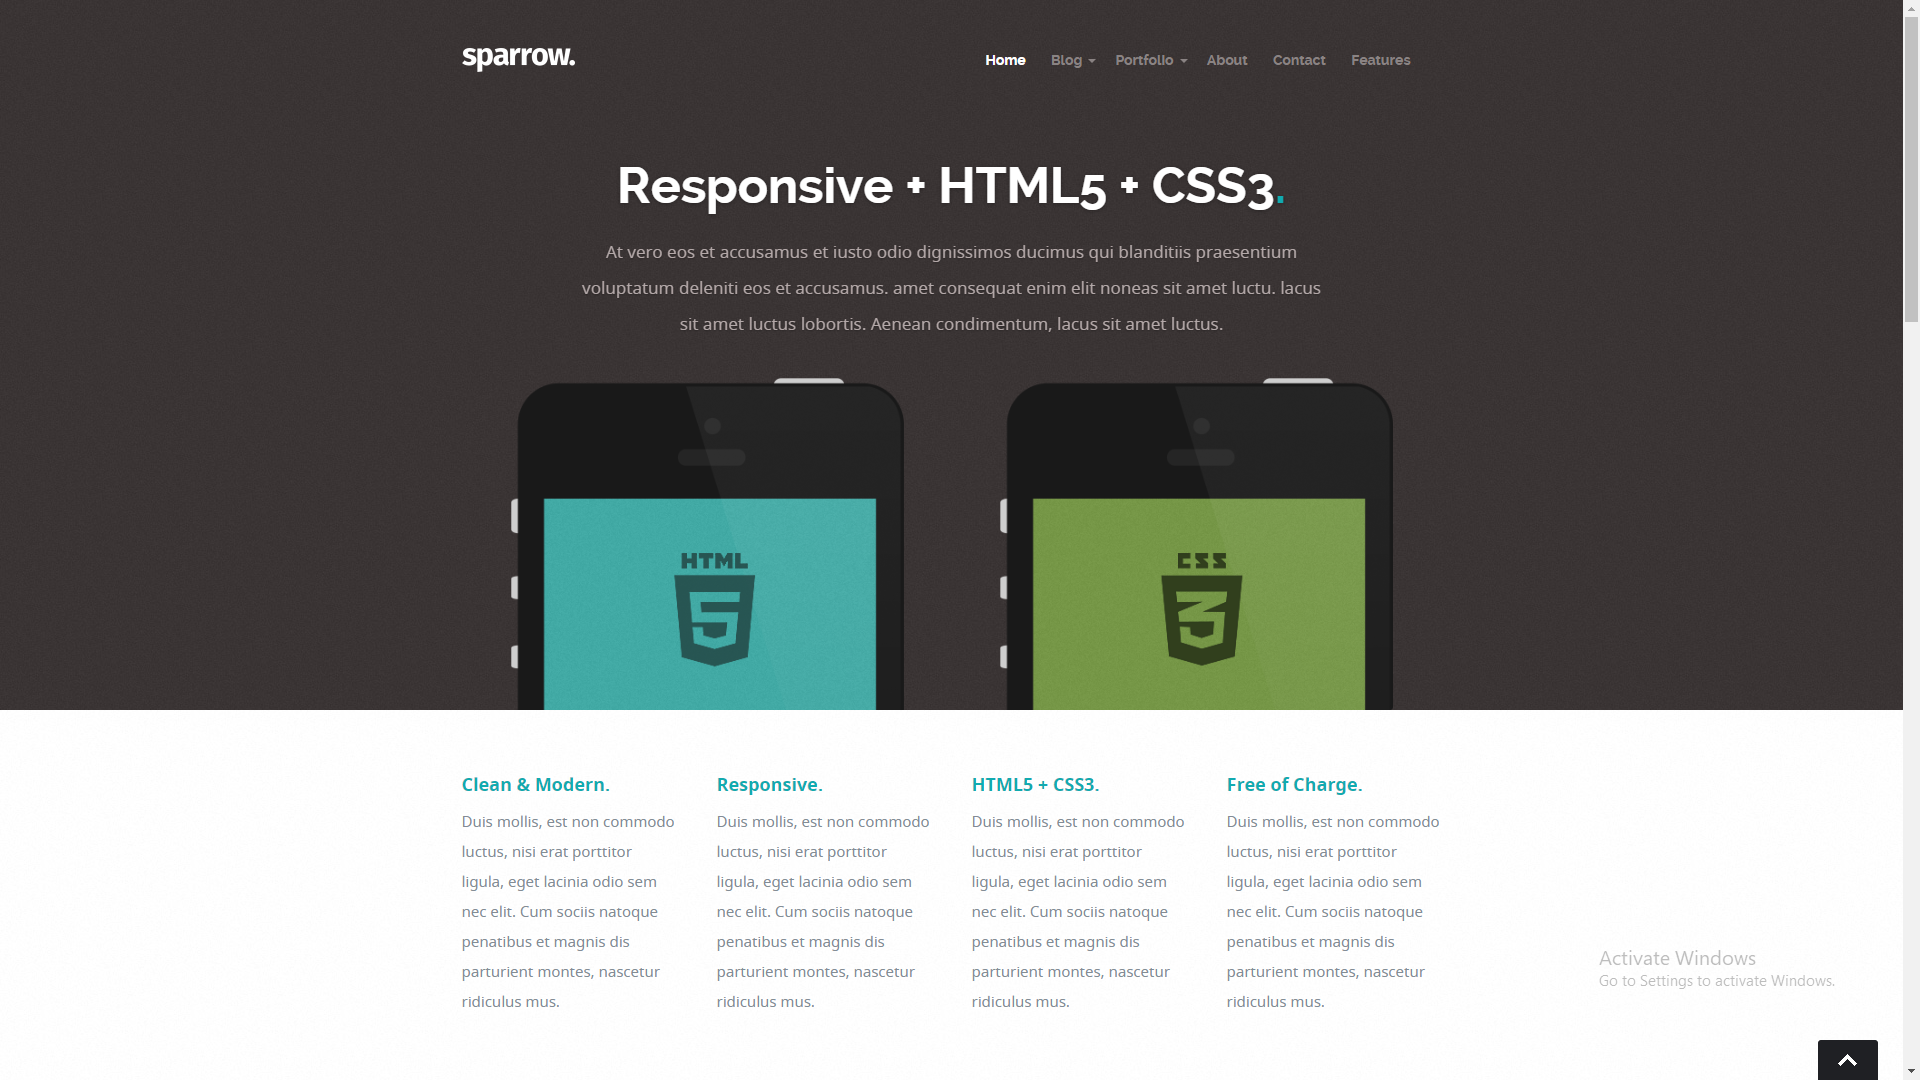 sparrow.
Home Blog Portfolio About Contact Features
Responsive + HTML5 + CSS3.
At vero eos et accusamus et iusto odio dignissimos ducimus qui blanditiis praesentium
voluptatum deleniti eos et accusamus. amet consequat enim elit noneas sit amet luctu. lacus
sit amet luctus lobortis. Aenean condimentum, lacus sit amet luctus.
HTML
5
CSS
3
Clean & Modern.
Duis mollis, est non commodo
luctus, nisi erat porttitor
ligula, eget lacinia odio sem
nec elit. Cum sociis natoque
penatibus et magnis dis
parturient montes, nascetur
ridiculus mus.
Responsive.
Duis mollis, est non commodo
luctus, nisi erat porttitor
ligula, eget lacinia odio sem
nec elit. Cum sociis natoque
penatibus et magnis dis
parturient montes, nascetur
ridiculus mus.
HTML5 + CSS3.
Duis mollis, est non commodo
luctus, nisi erat porttitor
ligula, eget lacinia odio sem
nec elit. Cum sociis natoque
penatibus et magnis dis
parturient montes, nascetur
ridiculus mus.
Free of Charge.
Duis mollis, est non commodo
luctus, nisi erat porttitor
ligula, eget lacinia odio sem
nec elit. Cum sociis natoque
penatibus et magnis dis
parturient montes, nascetur
ridiculus mus.
Activate Windows
Go to Settings to activate Windows.